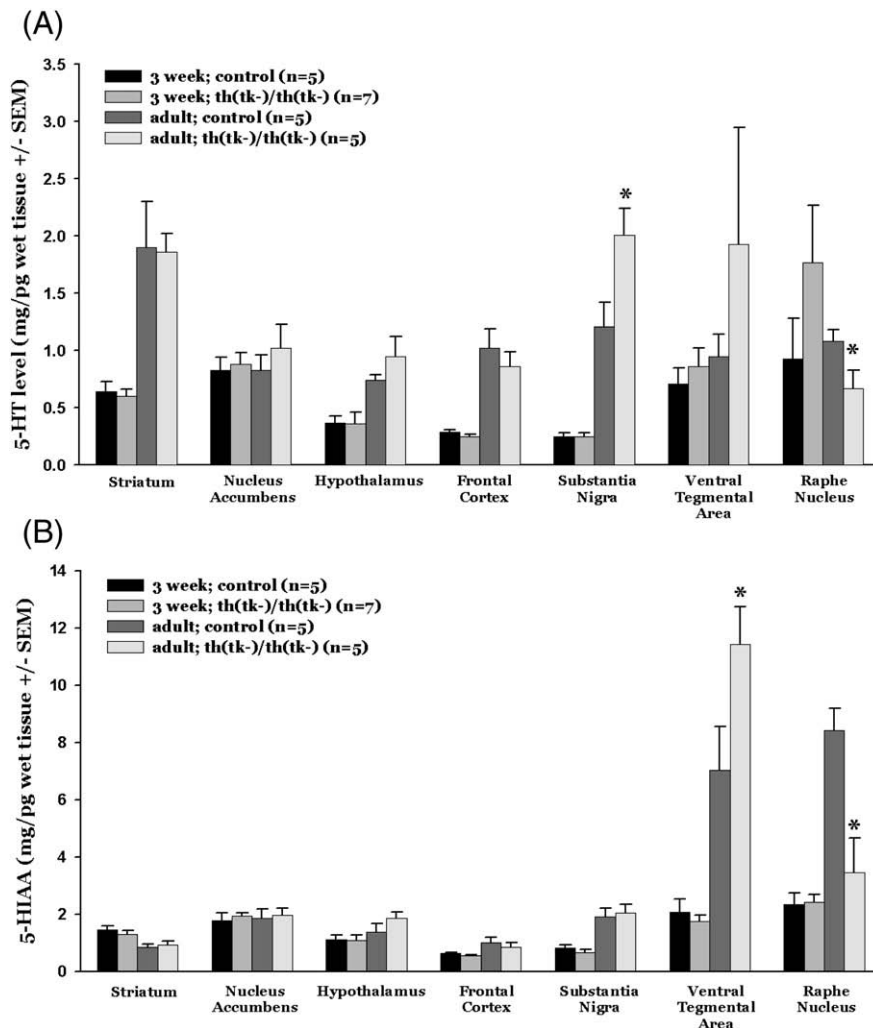 (A)
5-HT level (mg/pg wet tissue +/- SEM)
3.5
3.0
2.5
2.0
1.5
1.0
0.5
0.0
3 week; control (n=5)
3 week; th(tk-)/th(tk-) (n=7)
adult; control (n=5)
adult; th(tk-)/th(tk-) (n=5)
*
*
Striatum
Nucleus
Accumbens
Hypothalamus
Frontal
Cortex
Substantia
Nigra
Ventral
Tegmental
Area
Raphe
Nucleus
(B)
5-HIAA (mg/pg wet tissue +/- SEM)
14
12
10
8
6
4
2
0
3 week; control (n=5)
3 week; th(tk-)/th(tk-) (n=7)
adult; control (n=5)
adult; th(tk-)/th(tk-) (n=5)
*
*
Striatum
Nucleus
Accumbens
Hypothalamus
Frontal
Cortex
Substantia
Nigra
Ventral
Tegmental
Area
Raphe
Nucleus